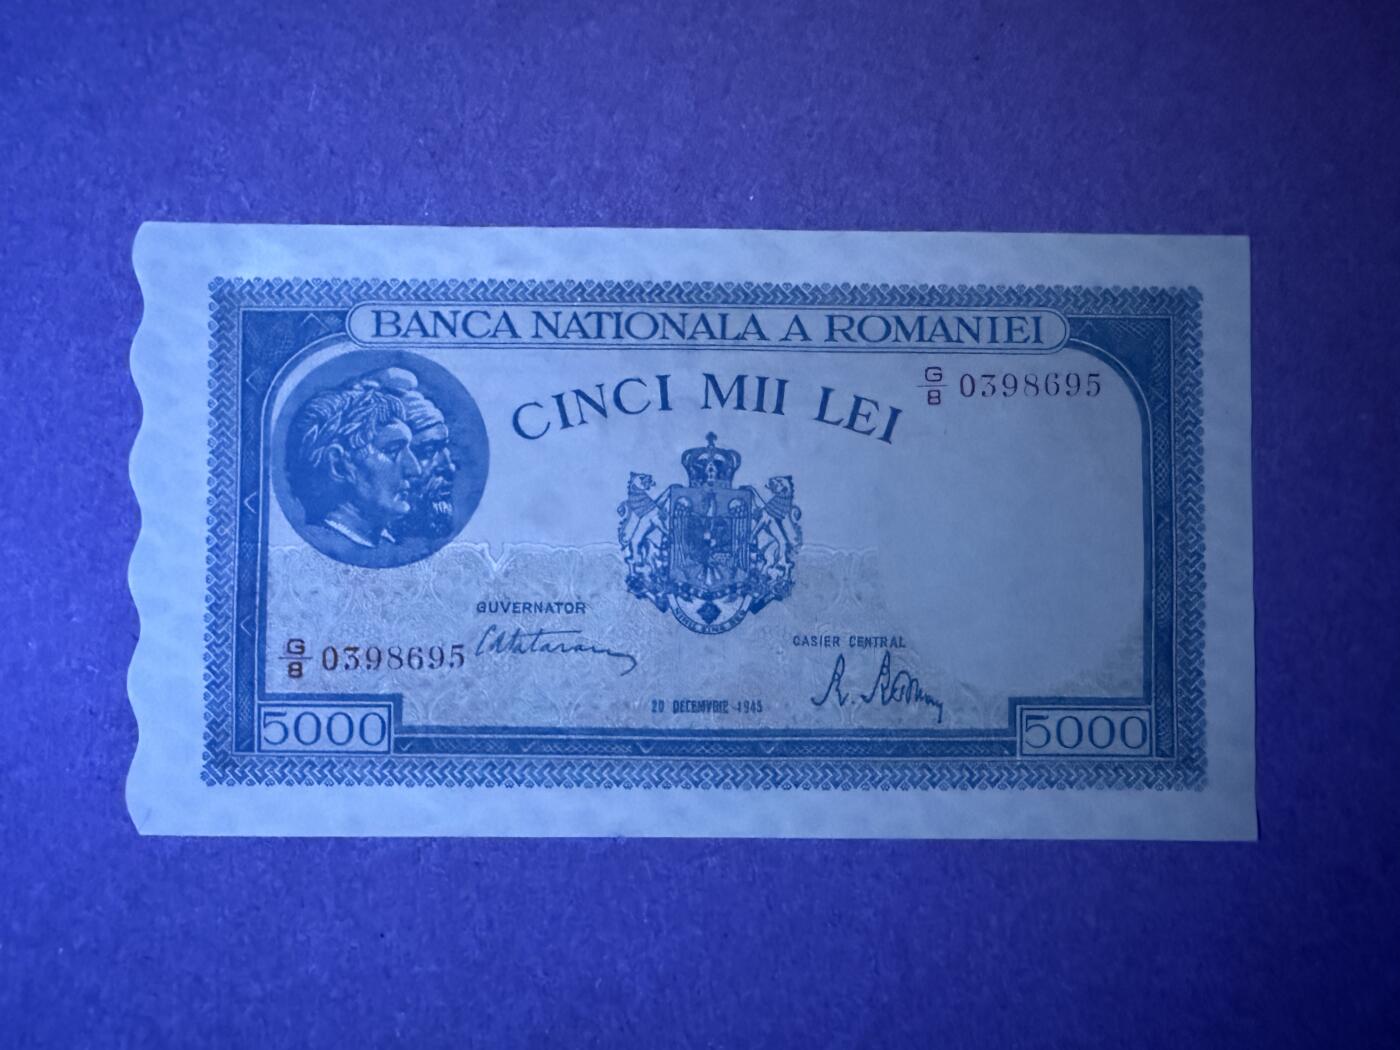 BANCA NATIONALA A ROMANIEI
CINCI MII LEI
G/8 0398695
GUVERNATOR
CASIER CENTRAL
G/8 0398695
20 DECEMVRIE 1945
5000
5000